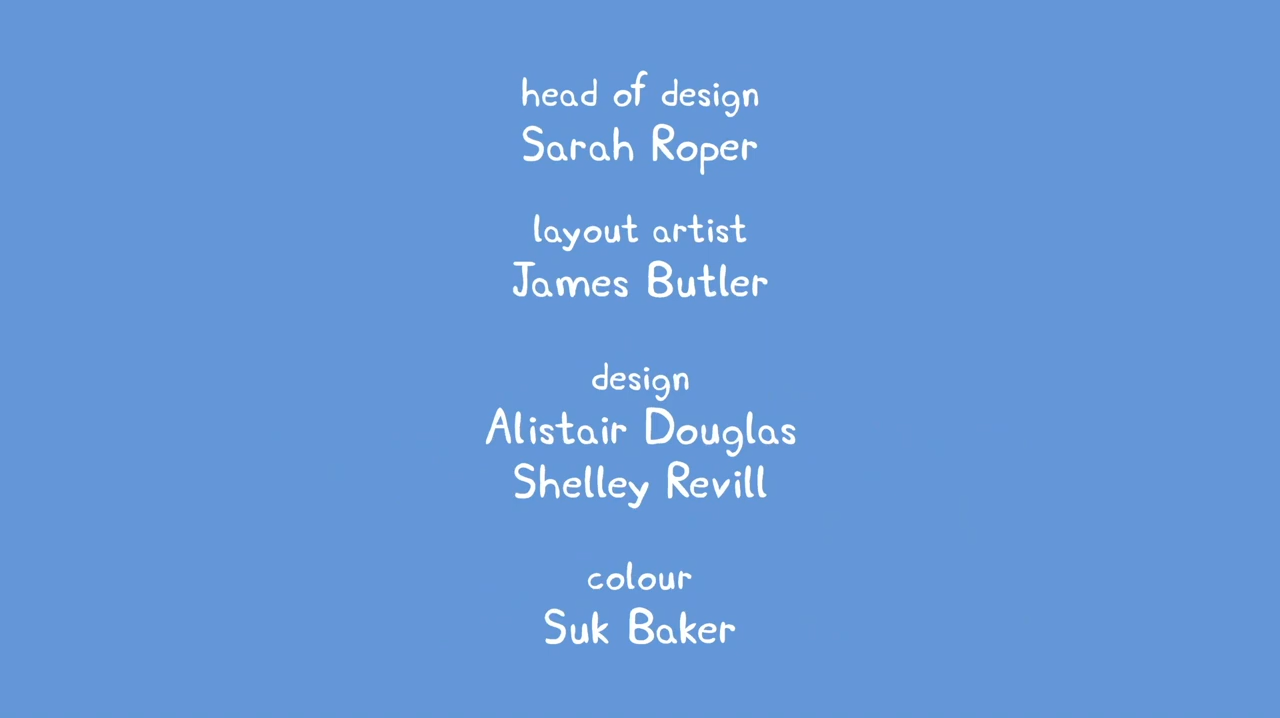 head of design
Sarah Roper
layout artist
James Butler
design
Alistair Douglas
Shelley Revill
colour
Suk Baker